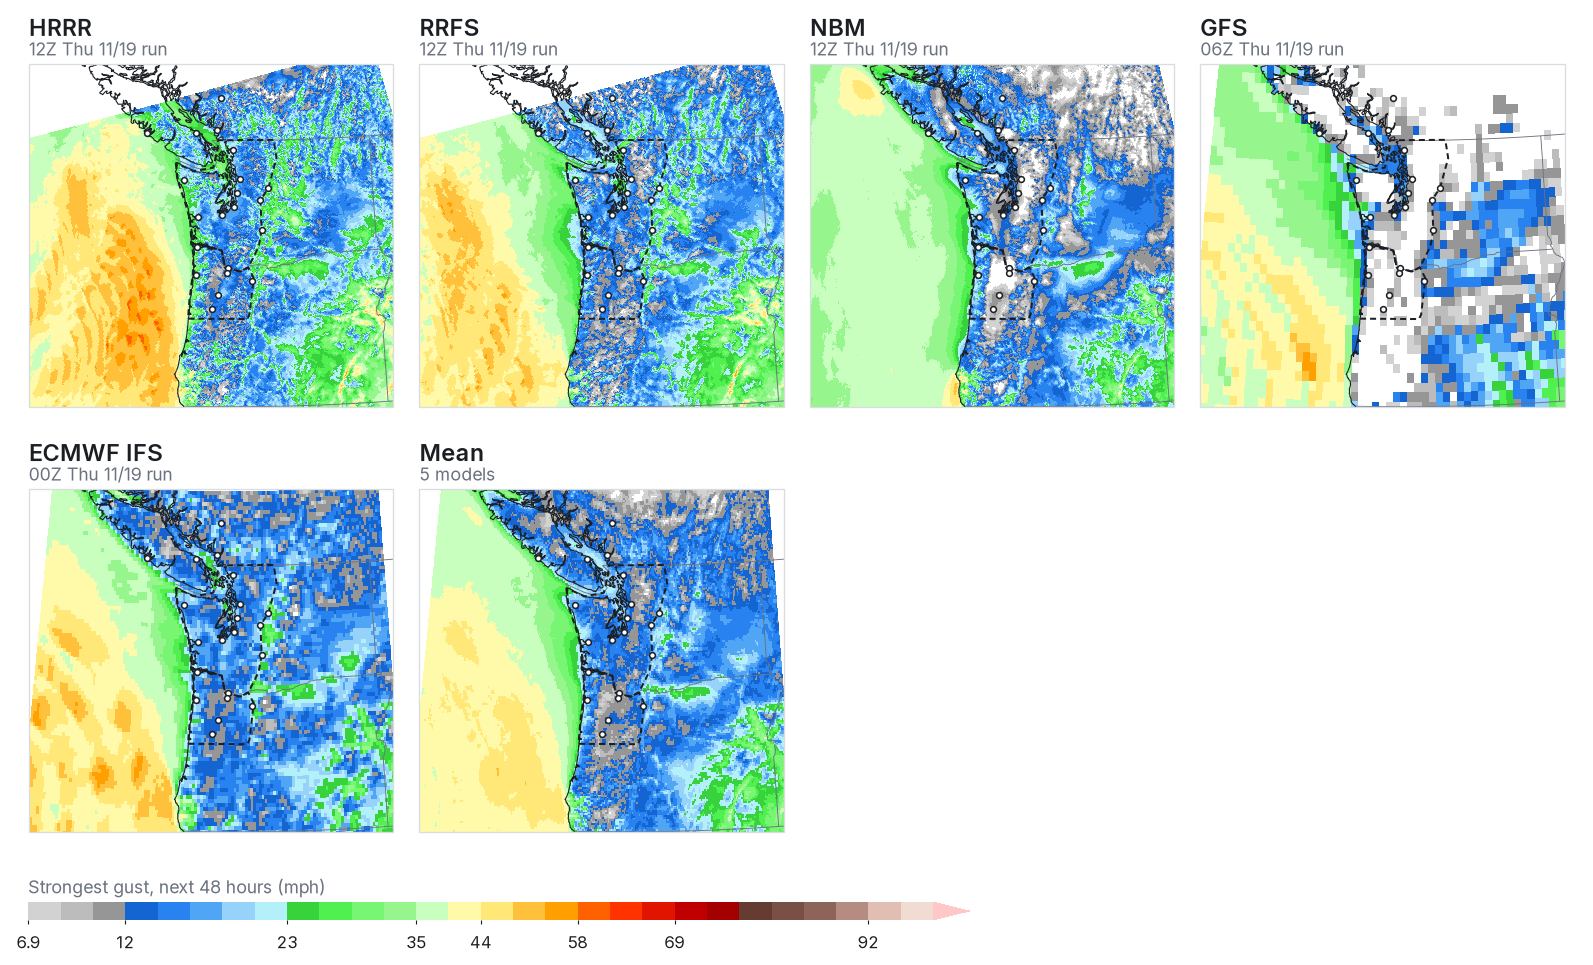 HRRR
12Z Thu 11/19 run
RRFS
12Z Thu 11/19 run
NBM
12Z Thu 11/19 run
GFS
06Z Thu 11/19 run
ECMWF IFS
00Z Thu 11/19 run
Mean
5 models
Strongest gust, next 48 hours (mph)
6.9 12 23 35 44 58 69 92